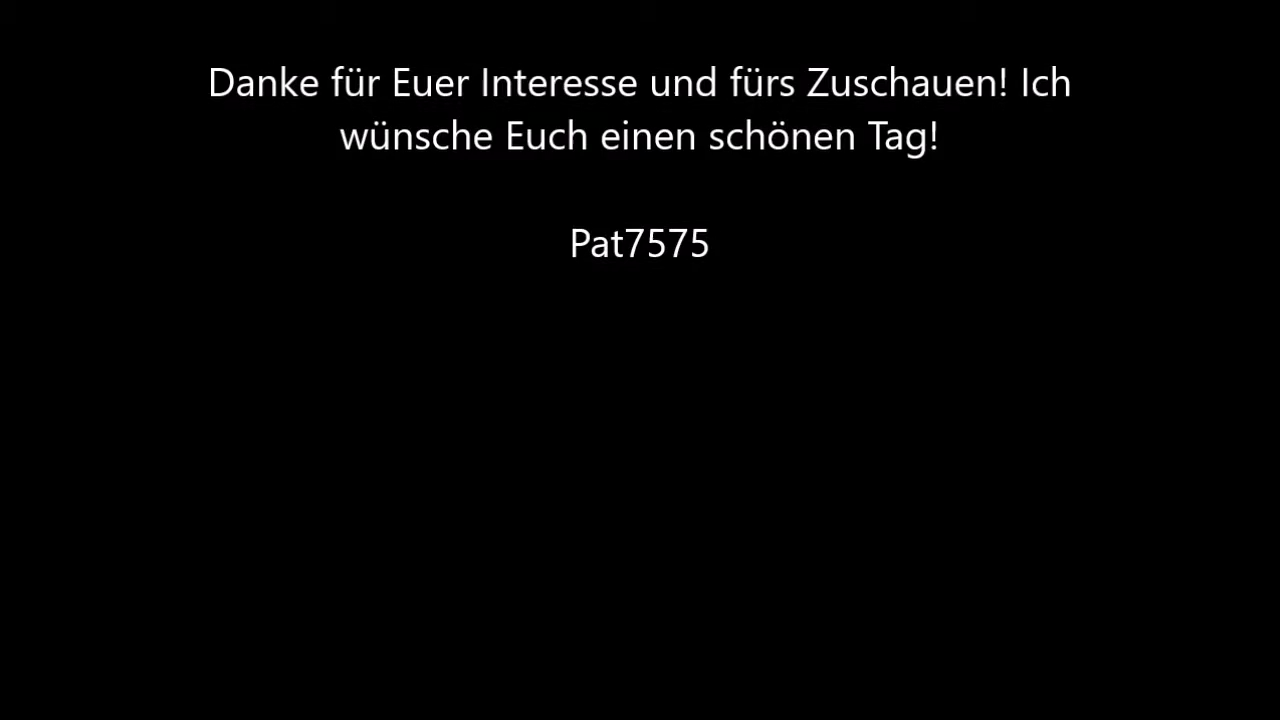 Danke für Euer Interesse und fürs Zuschauen! Ich
wünsche Euch einen schönen Tag!
Pat7575